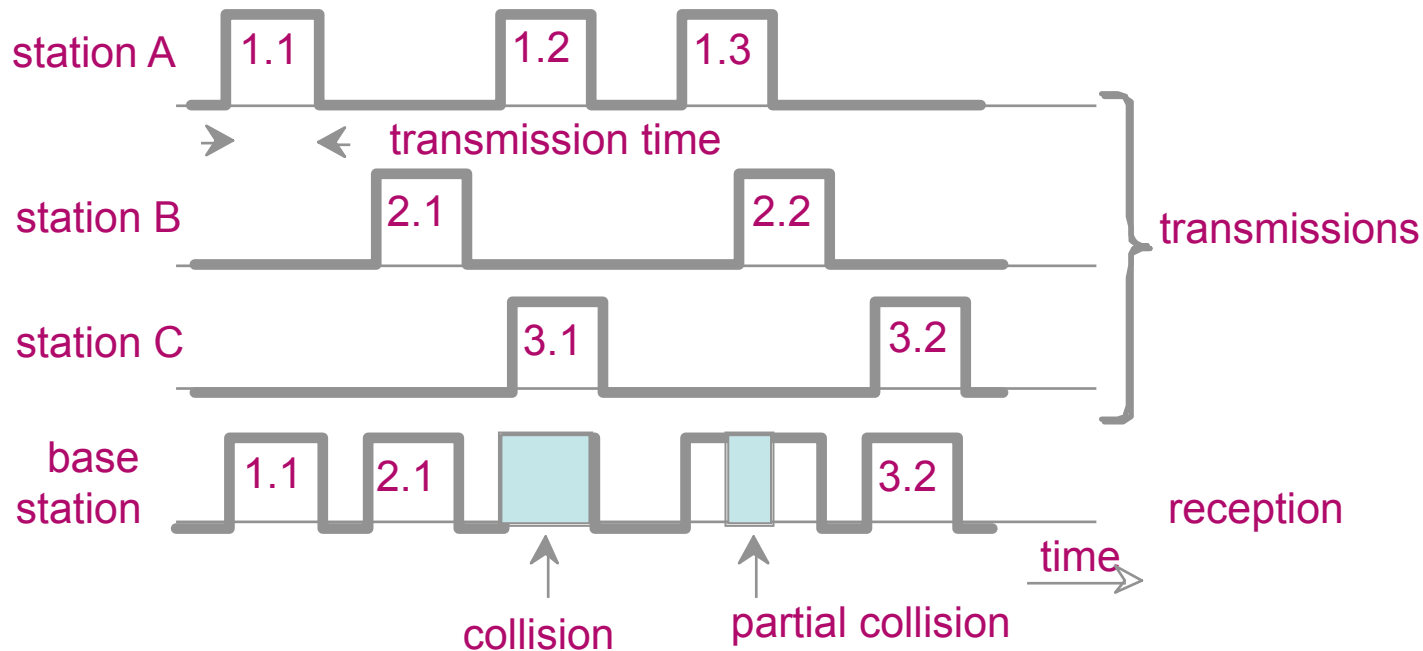 station A
1.1
1.2
1.3
transmission time
station B
2.1
2.2
transmissions
station C
3.1
3.2
base
station
1.1
2.1
3.2
reception
time
collision
partial collision